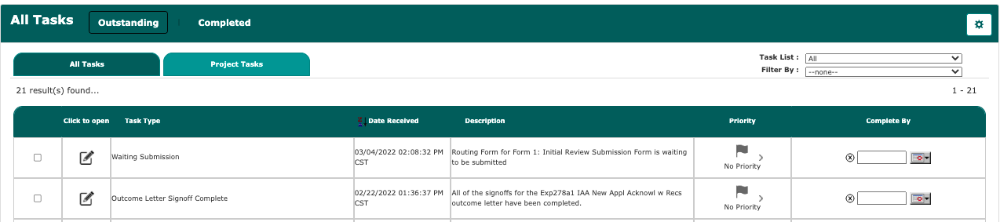 All Tasks Outstanding Completed
All Tasks Project Tasks
Task List : All
Filter By : --none--
21 result(s) found... 1 - 21
Click to open Task Type Date Received Description Priority Complete By
Waiting Submission
03/04/2022 02:08:32 PM
CST
Routing Form for Form 1: Initial Review Submission Form is waiting
to be submitted
No Priority
Outcome Letter Signoff Complete
02/22/2022 01:36:37 PM
CST
All of the signoffs for the Exp278a1 IAA New Appl Acknowl w Recs
outcome letter have been completed.
No Priority